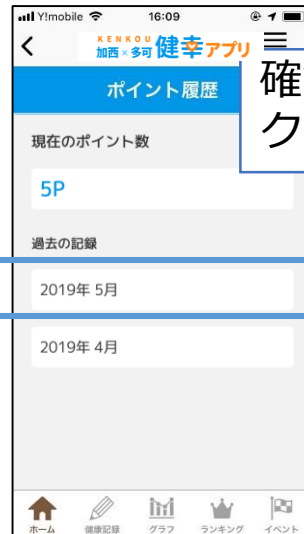 Y!mobile 16:09
KENKOU
加西×多可 健幸アプリ
確
ク
ポイント履歴
現在のポイント数
5P
過去の記録
2019年 5月
2019年 4月
ホーム 健康記録 グラフ ランキング イベント